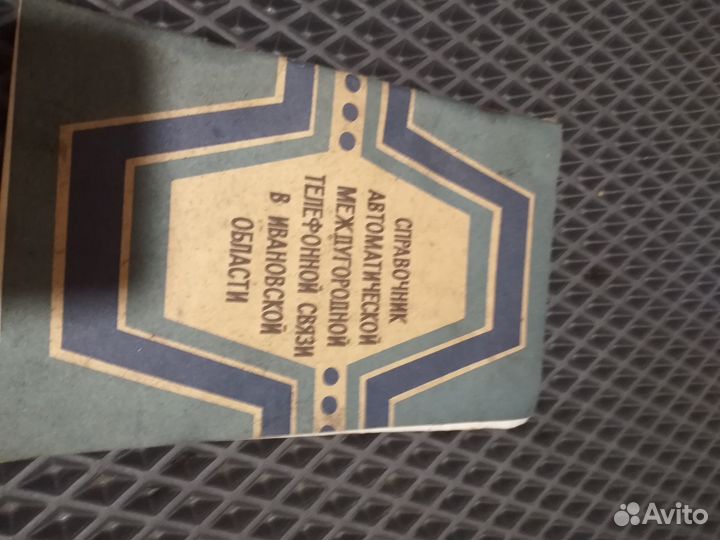 СПРАВОЧНИК
АВТОМАТИЧЕСКОЙ
МЕЖДУГОРОДНОЙ
ТЕЛЕФОННОЙ СВЯЗИ
В ИВАНОВСКОЙ
ОБЛАСТИ
Avito